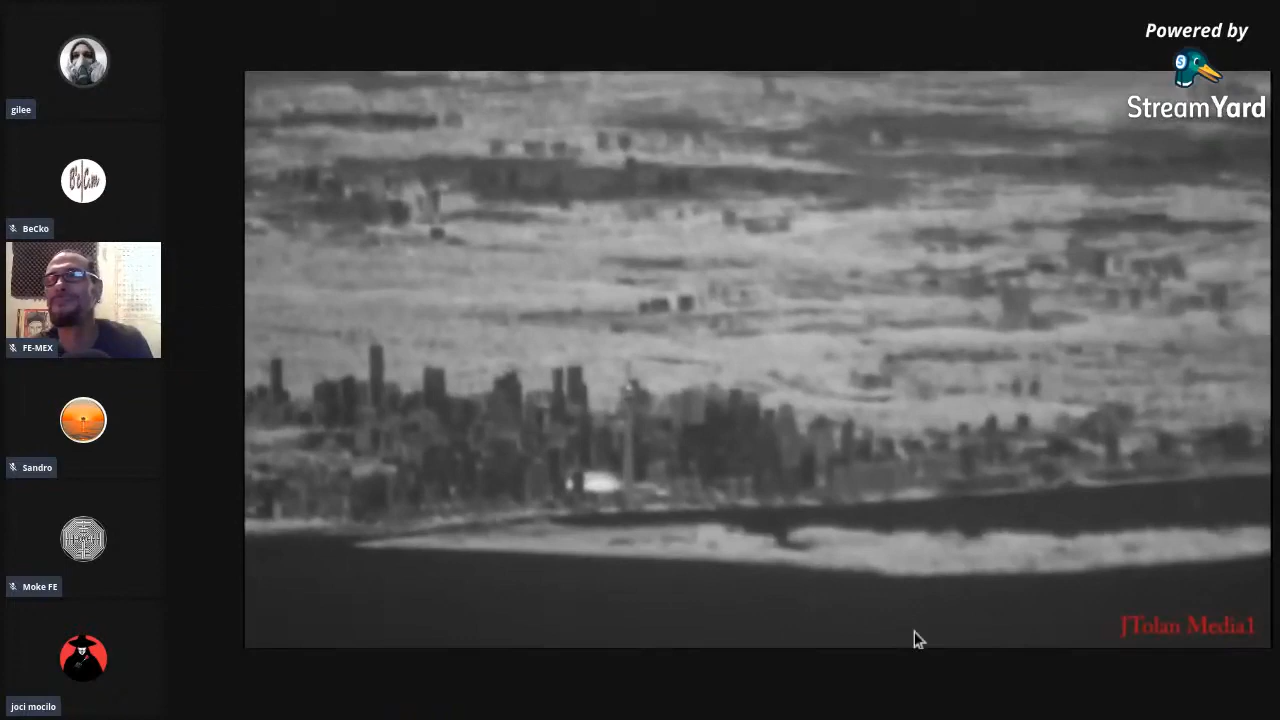 Powered by
StreamYard
gilee
BeCko
FE-MEX
Sandro
Moke FE
joci mocilo
JTolan Media1